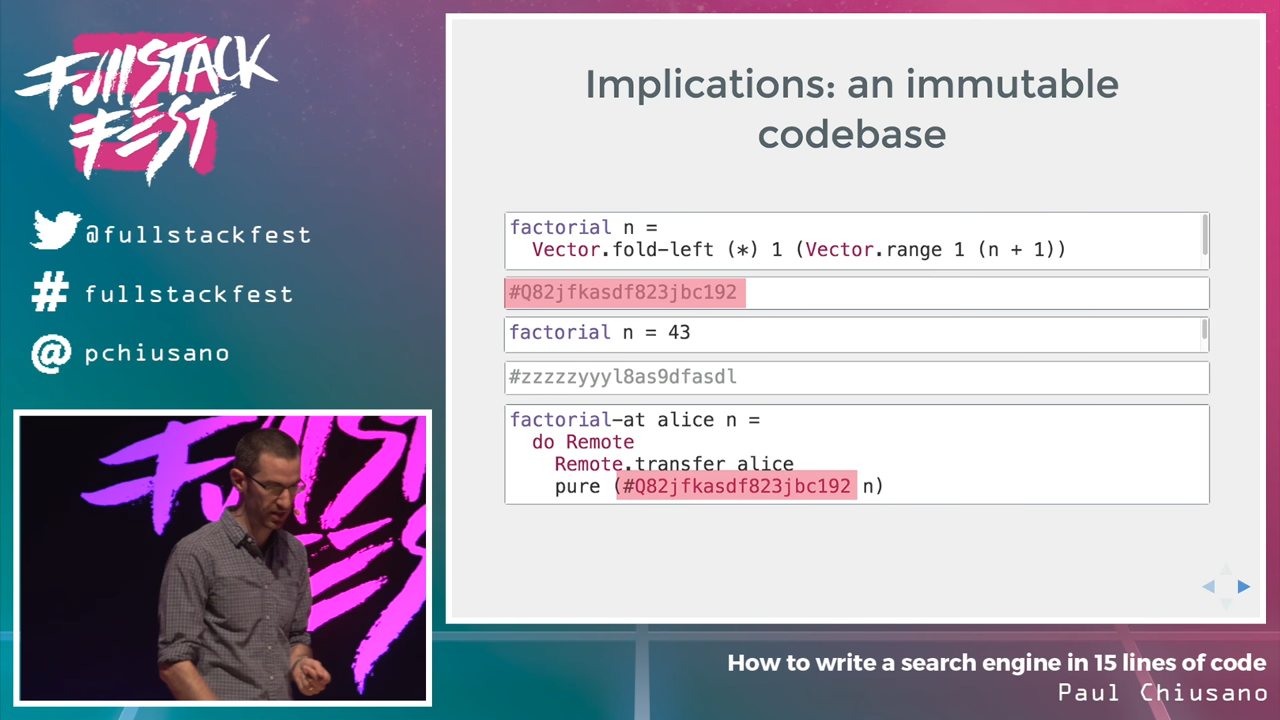 FullSTACK
FEST
@fullstackfest
# fullstackfest
@ pchiusano
Implications: an immutable
codebase
factorial n =
Vector.fold-left (*) 1 (Vector.range 1 (n + 1))
#Q82jfkasdf823jbc192
factorial n = 43
#zzzzzyyyl8as9dfasdl
factorial-at alice n =
do Remote
Remote.transfer alice
pure (#Q82jfkasdf823jbc192 n)
How to write a search engine in 15 lines of code
Paul Chiusano